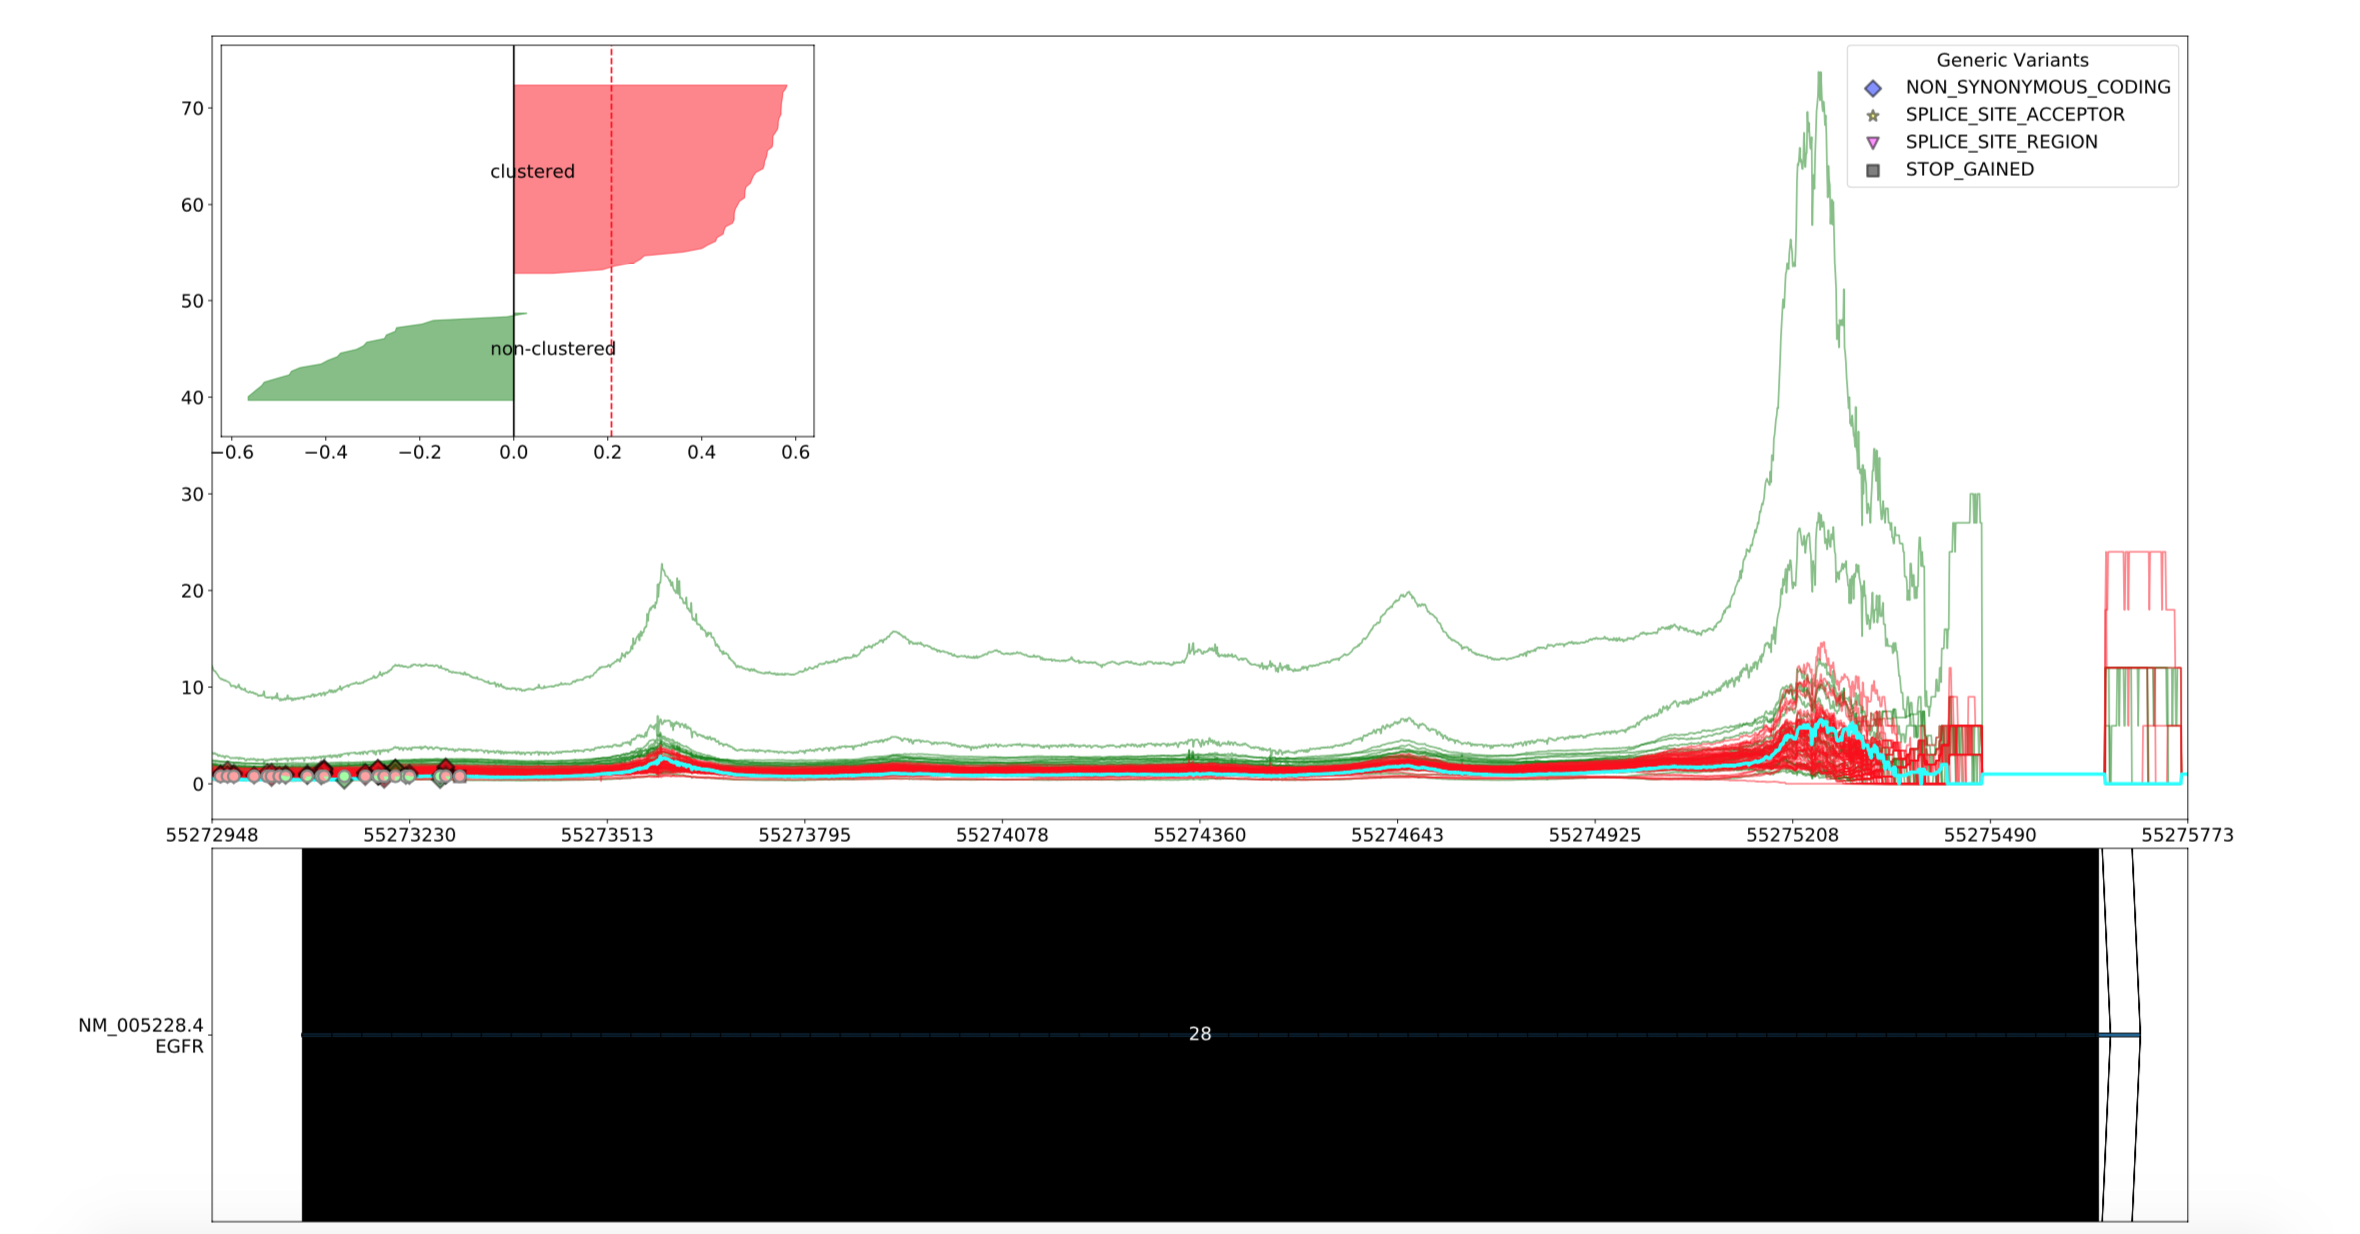 Generic Variants
NON_SYNONYMOUS_CODING
SPLICE_SITE_ACCEPTOR
SPLICE_SITE_REGION
STOP_GAINED
clustered
non-clustered
−0.6 −0.4 −0.2 0.0 0.2 0.4 0.6
70
60
50
40
30
20
10
0
55272948 55273230 55273513 55273795 55274078 55274360 55274643 55274925 55275208 55275490 55275773
NM_005228.4
EGFR
28